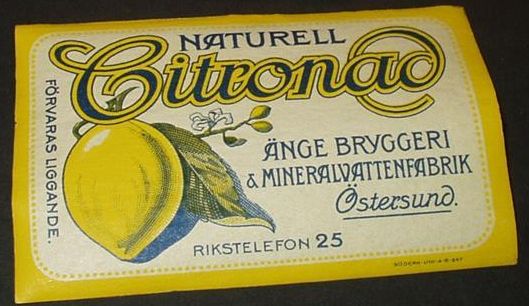 NATURELL
Citronad
FÖRVARAS LIGGANDE.
ÄNGE BRYGGERI
& MINERALVATTENFABRIK
Östersund.
RIKSTELEFON 25